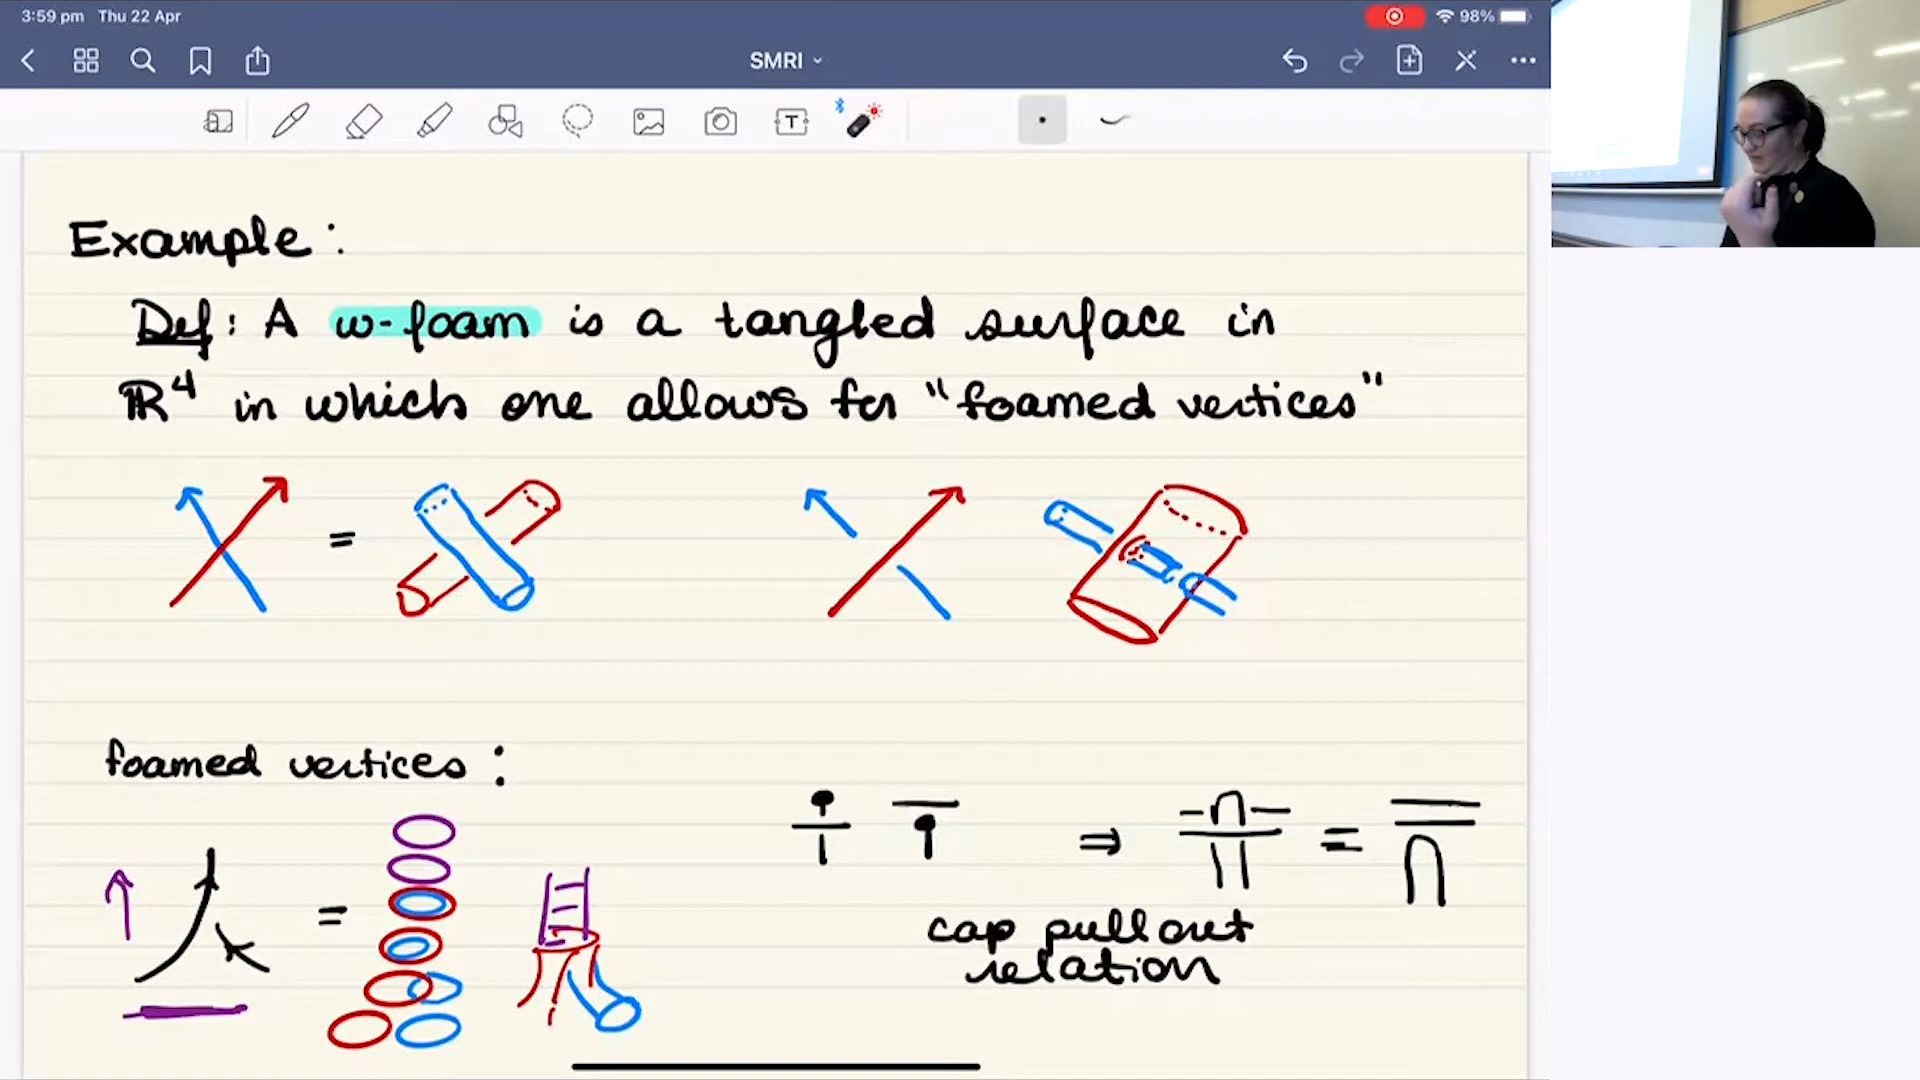 3:59 pm Thu 22 Apr
98%
SMRI
T
Example:
Def: A w-foam is a tangled surface in
ℝ⁴ in which one allows for "foamed vertices"
=
foamed vertices:
=
⇒ =
cap pull out
relation